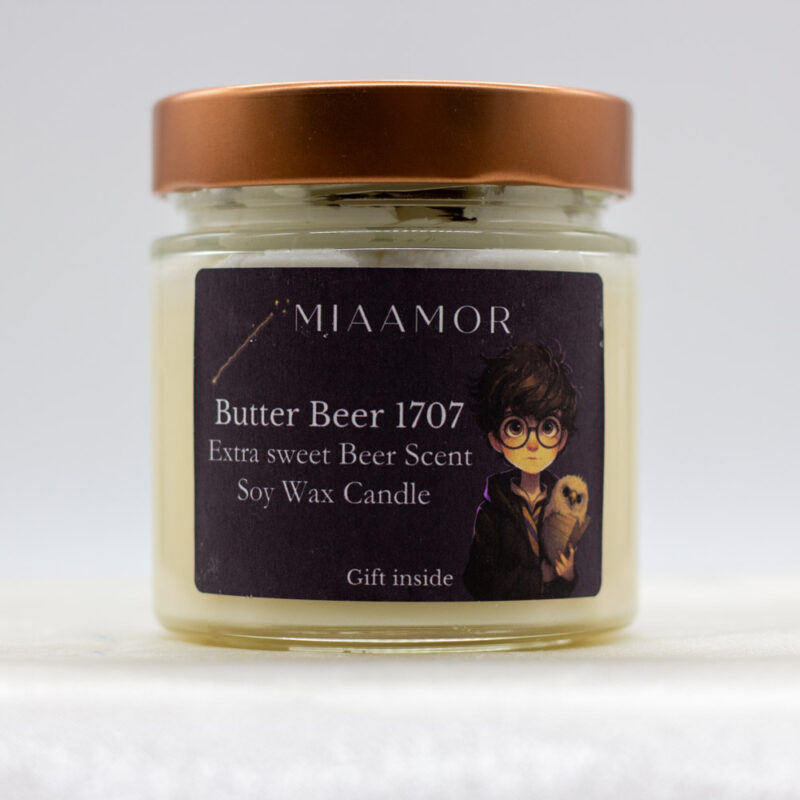 MIAAMOR
Butter Beer 1707
Extra sweet Beer Scent
Soy Wax Candle
Gift inside